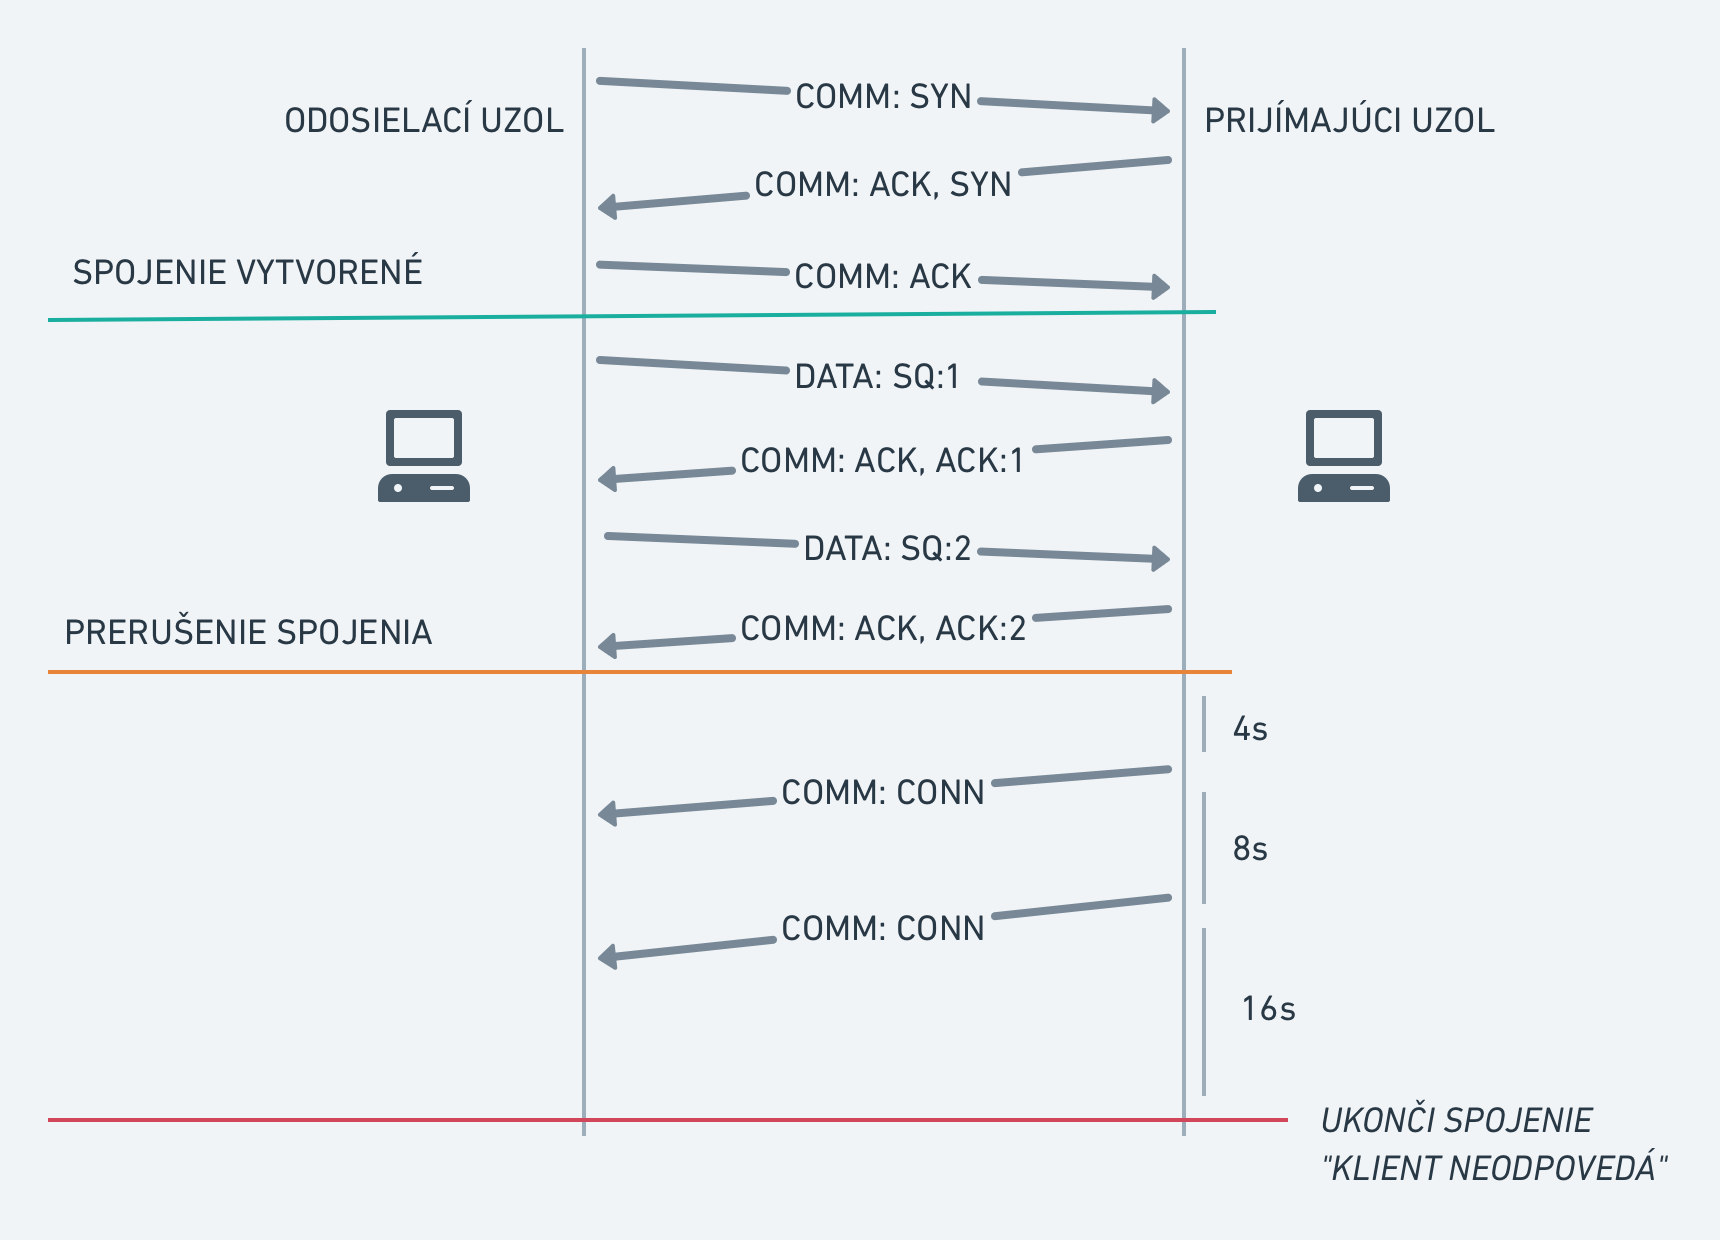 COMM: SYN
ODOSIELACÍ UZOL
PRIJÍMAJÚCI UZOL
COMM: ACK, SYN
SPOJENIE VYTVORENÉ
COMM: ACK
DATA: SQ:1
COMM: ACK, ACK:1
DATA: SQ:2
PRERUŠENIE SPOJENIA
COMM: ACK, ACK:2
4s
COMM: CONN
8s
COMM: CONN
16s
UKONČI SPOJENIE
"KLIENT NEODPOVEDÁ"